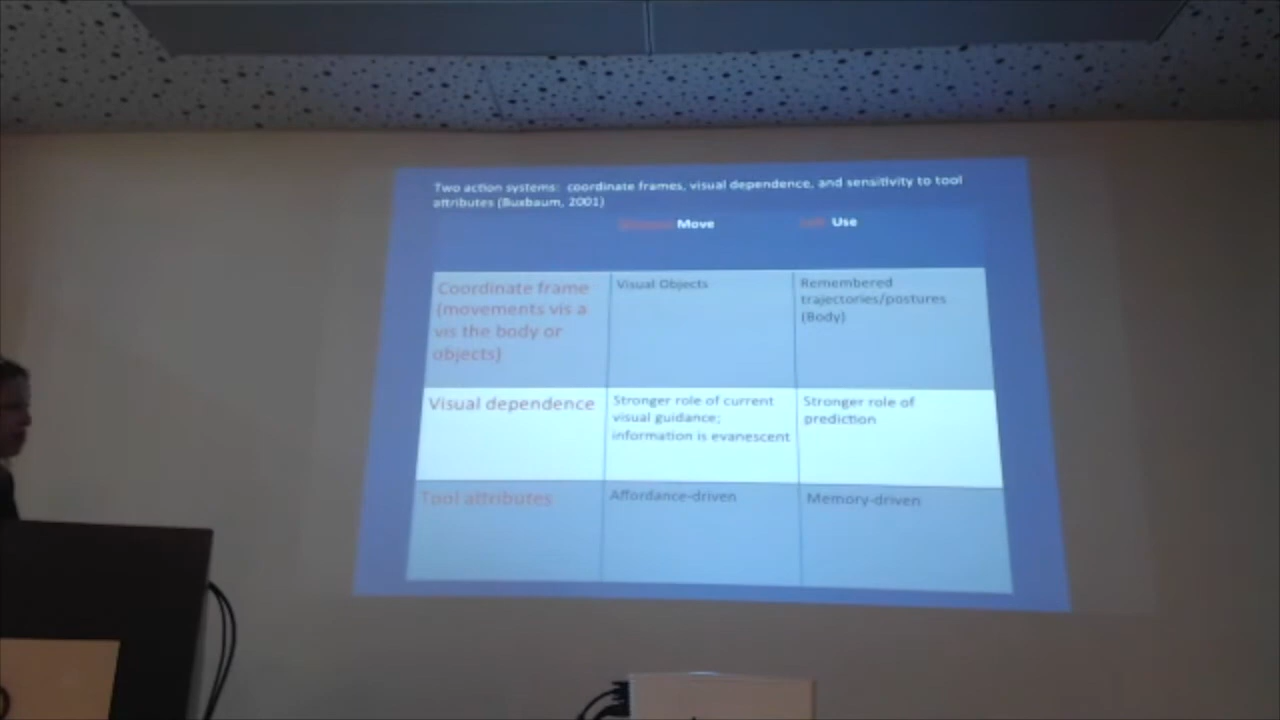 Two action systems: coordinate frames, visual dependence, and sensitivity to tool
attributes (Buxbaum, 2001)
Move
Use
Coordinate frame
(movements vis a
vis the body or
objects)
Visual Objects
Remembered
trajectories/postures
(Body)
Visual dependence
Stronger role of current
visual guidance;
information is evanescent
Stronger role of
prediction
Tool attributes
Affordance-driven
Memory-driven